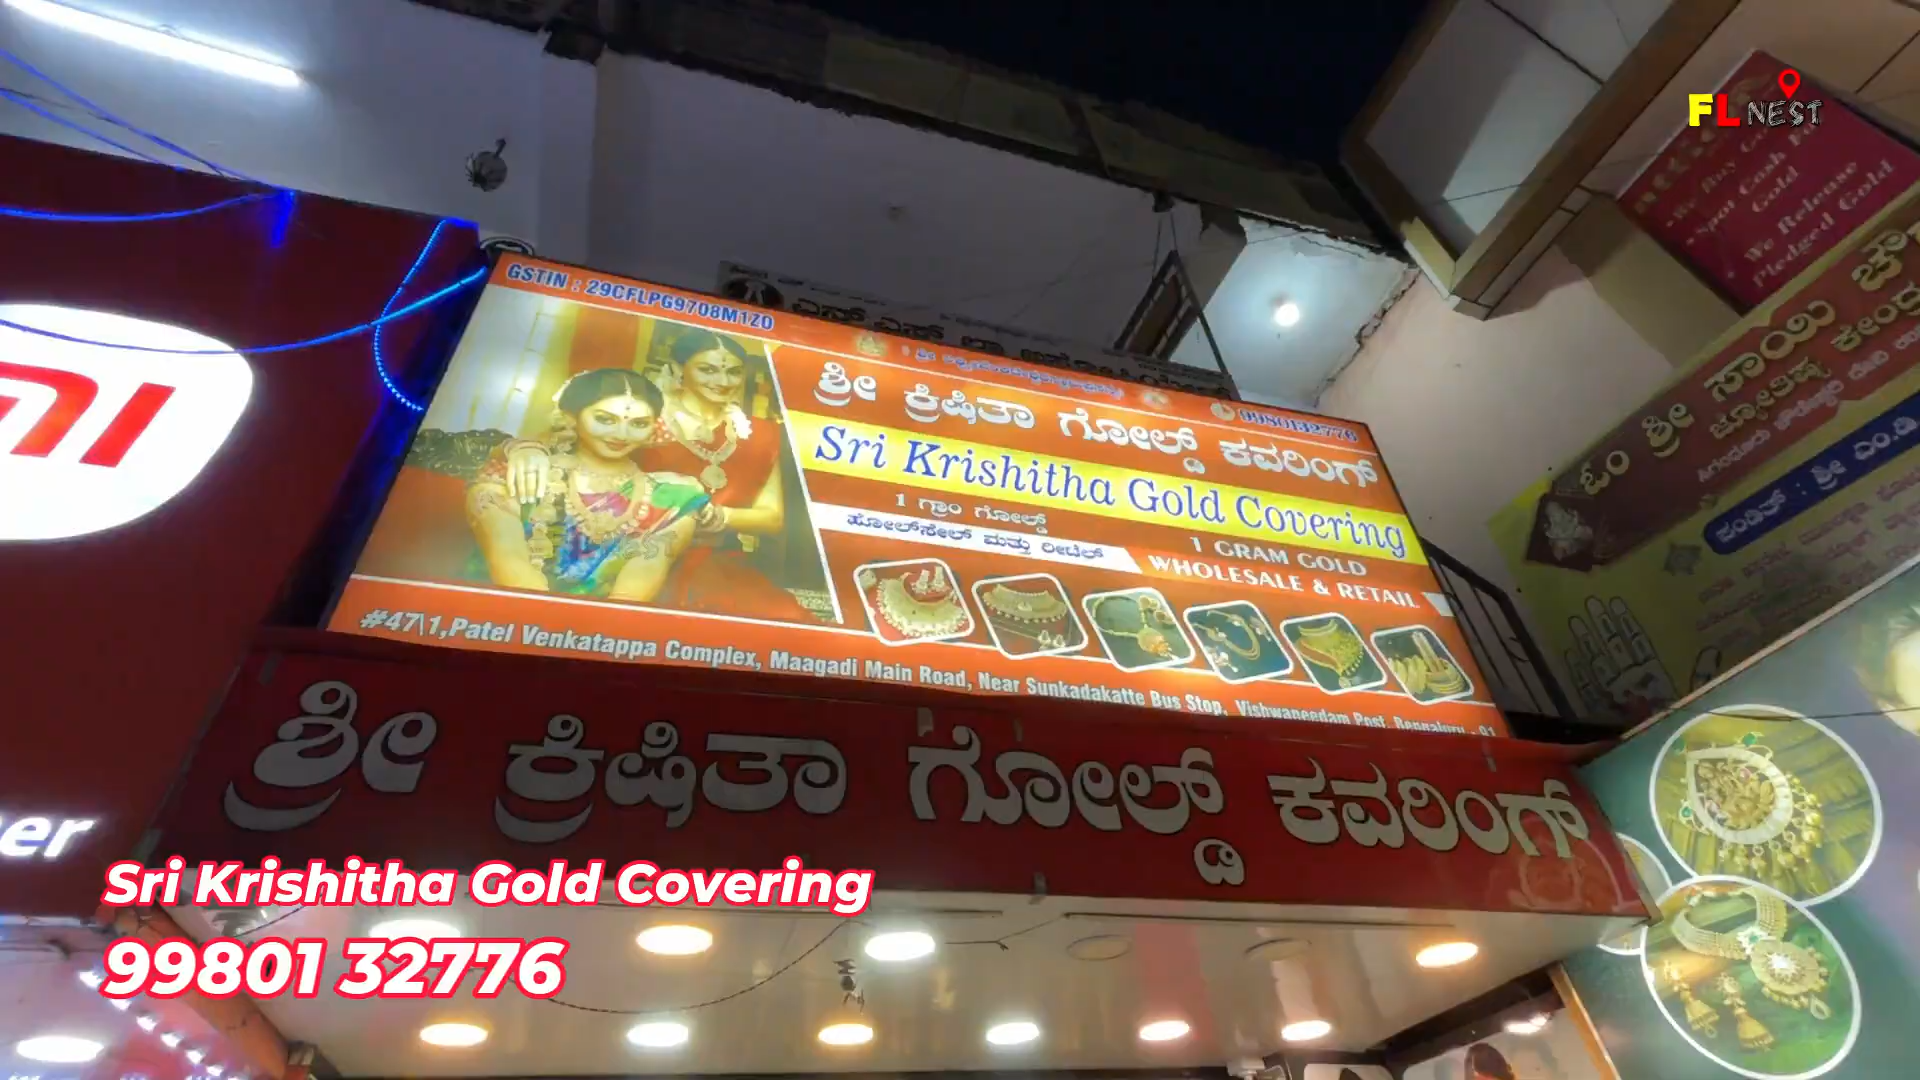 FL NEST
GSTIN : 29CFLPG9708M1Z0
9980132776
ಶ್ರೀ ಕ್ರಿಷಿತಾ ಗೋಲ್ಡ್ ಕವರಿಂಗ್
Sri Krishitha Gold Covering
1 ಗ್ರಾಂ ಗೋಲ್ಡ್
1 GRAM GOLD
ಹೋಲ್‌ಸೇಲ್ ಮತ್ತು ರೀಟೆಲ್
WHOLESALE & RETAIL
#47\1,Patel Venkatappa Complex, Maagadi Main Road, Near Sunkadakatte Bus Stop, Vishwaneedam Post, Bengaluru - 91
ಶ್ರೀ ಕ್ರಿಷಿತಾ ಗೋಲ್ಡ್ ಕವರಿಂಗ್
We Buy
Spot Cash
Gold
We Release
Pledged Gold
ಓಂ ಶ್ರೀ ಸಾಯಿ
ಜ್ಯೋತಿಷ್ಯ ಕೇಂದ್ರ
ಪಂಡಿತ್ : ಶ್ರೀ ಎಂ.ಡಿ.
mi
er
Sri Krishitha Gold Covering
99801 32776